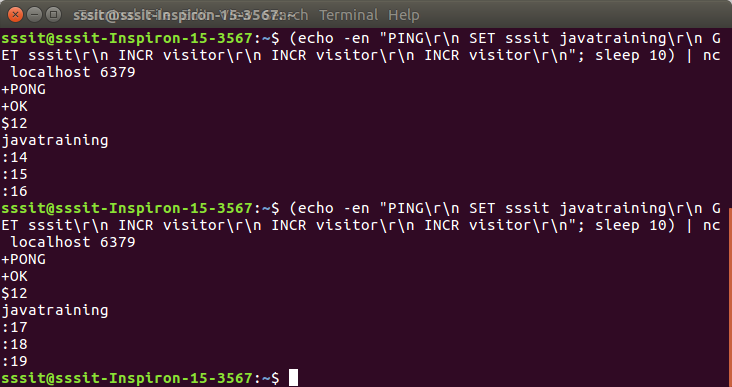 sssit@sssit-Inspiron-15-3567: ~ Search Terminal Help
sssit@sssit-Inspiron-15-3567:~$ (echo -en "PING\r\n SET sssit javatraining\r\n G
ET sssit\r\n INCR visitor\r\n INCR visitor\r\n INCR visitor\r\n"; sleep 10) | nc
 localhost 6379
+PONG
+OK
$12
javatraining
:14
:15
:16
sssit@sssit-Inspiron-15-3567:~$ (echo -en "PING\r\n SET sssit javatraining\r\n G
ET sssit\r\n INCR visitor\r\n INCR visitor\r\n INCR visitor\r\n"; sleep 10) | nc
 localhost 6379
+PONG
+OK
$12
javatraining
:17
:18
:19
sssit@sssit-Inspiron-15-3567:~$